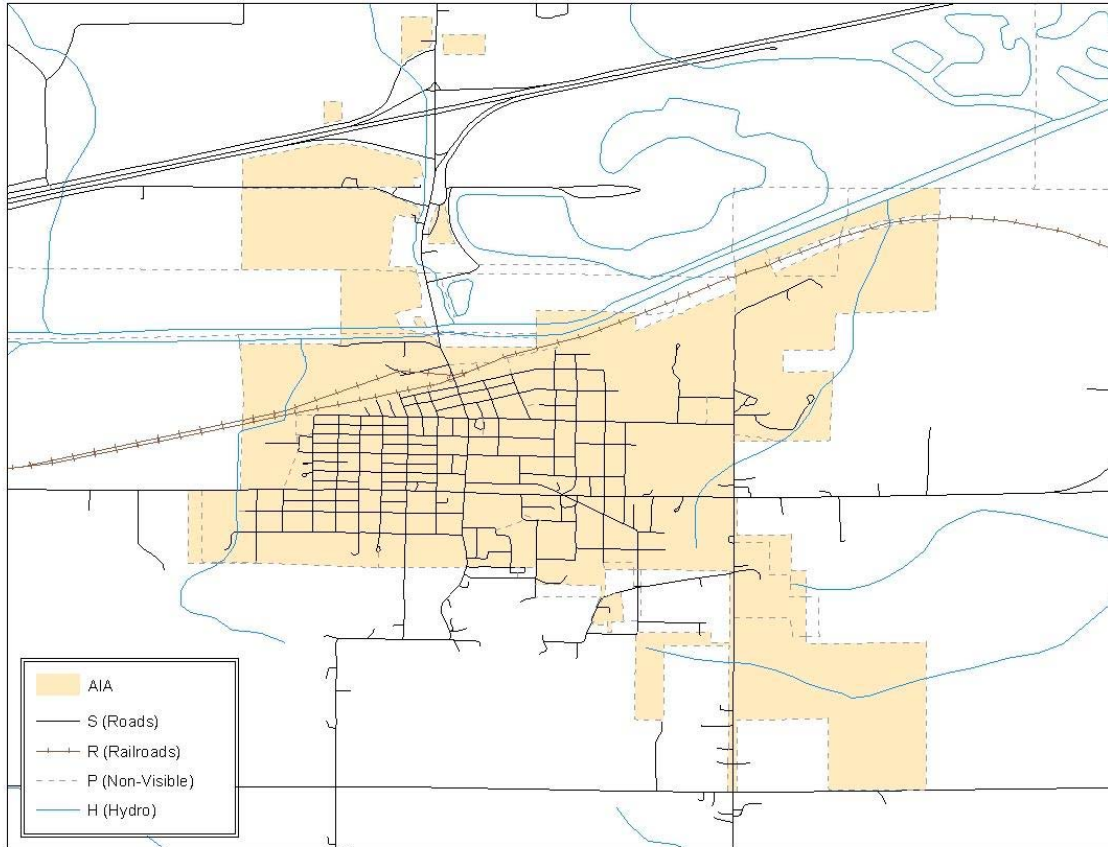 AIA
S (Roads)
R (Railroads)
P (Non-Visible)
H (Hydro)